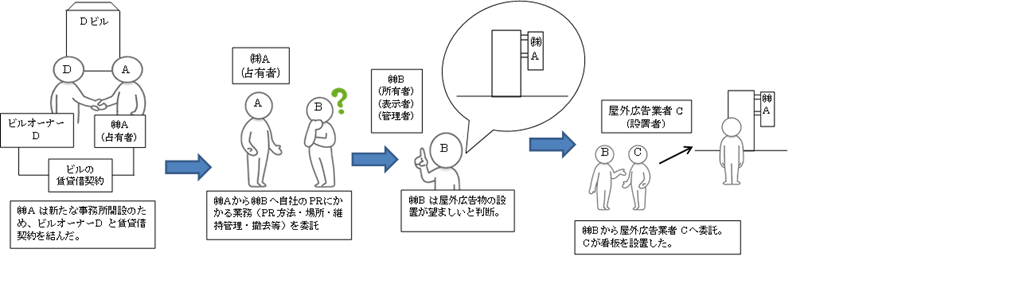 Dビル
D
A
ビルオーナー
D
㈱A
(占有者)
ビルの
賃貸借契約
㈱A は新たな事務所開設のた
め、ビルオーナーD と賃貸借
契約を結んだ。
㈱A
(占有者)
A
B
?
㈱Aから㈱Bへ自社のPRにか
かる業務（PR方法・場所・維
持管理・撤去等）を委託
㈱B
(所有者)
(表示者)
(管理者)
㈱
A
B
㈱B は屋外広告物の設
置が望ましいと判断。
屋外広告業者 C
(設置者)
B
C
㈱
A
㈱Bから屋外広告業者 Cへ委託。
Cが看板を設置した。